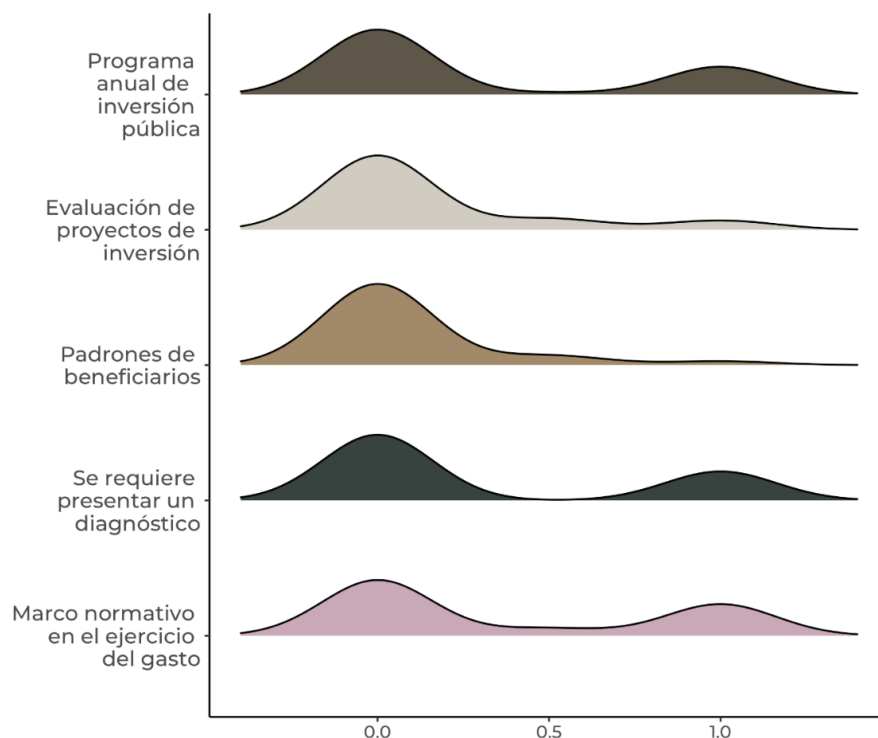 Programa
anual de
inversión
pública
Evaluación de
proyectos de
inversión
Padrones de
beneficiarios
Se requiere
presentar un
diagnóstico
Marco normativo
en el ejercicio
del gasto
0.0 0.5 1.0